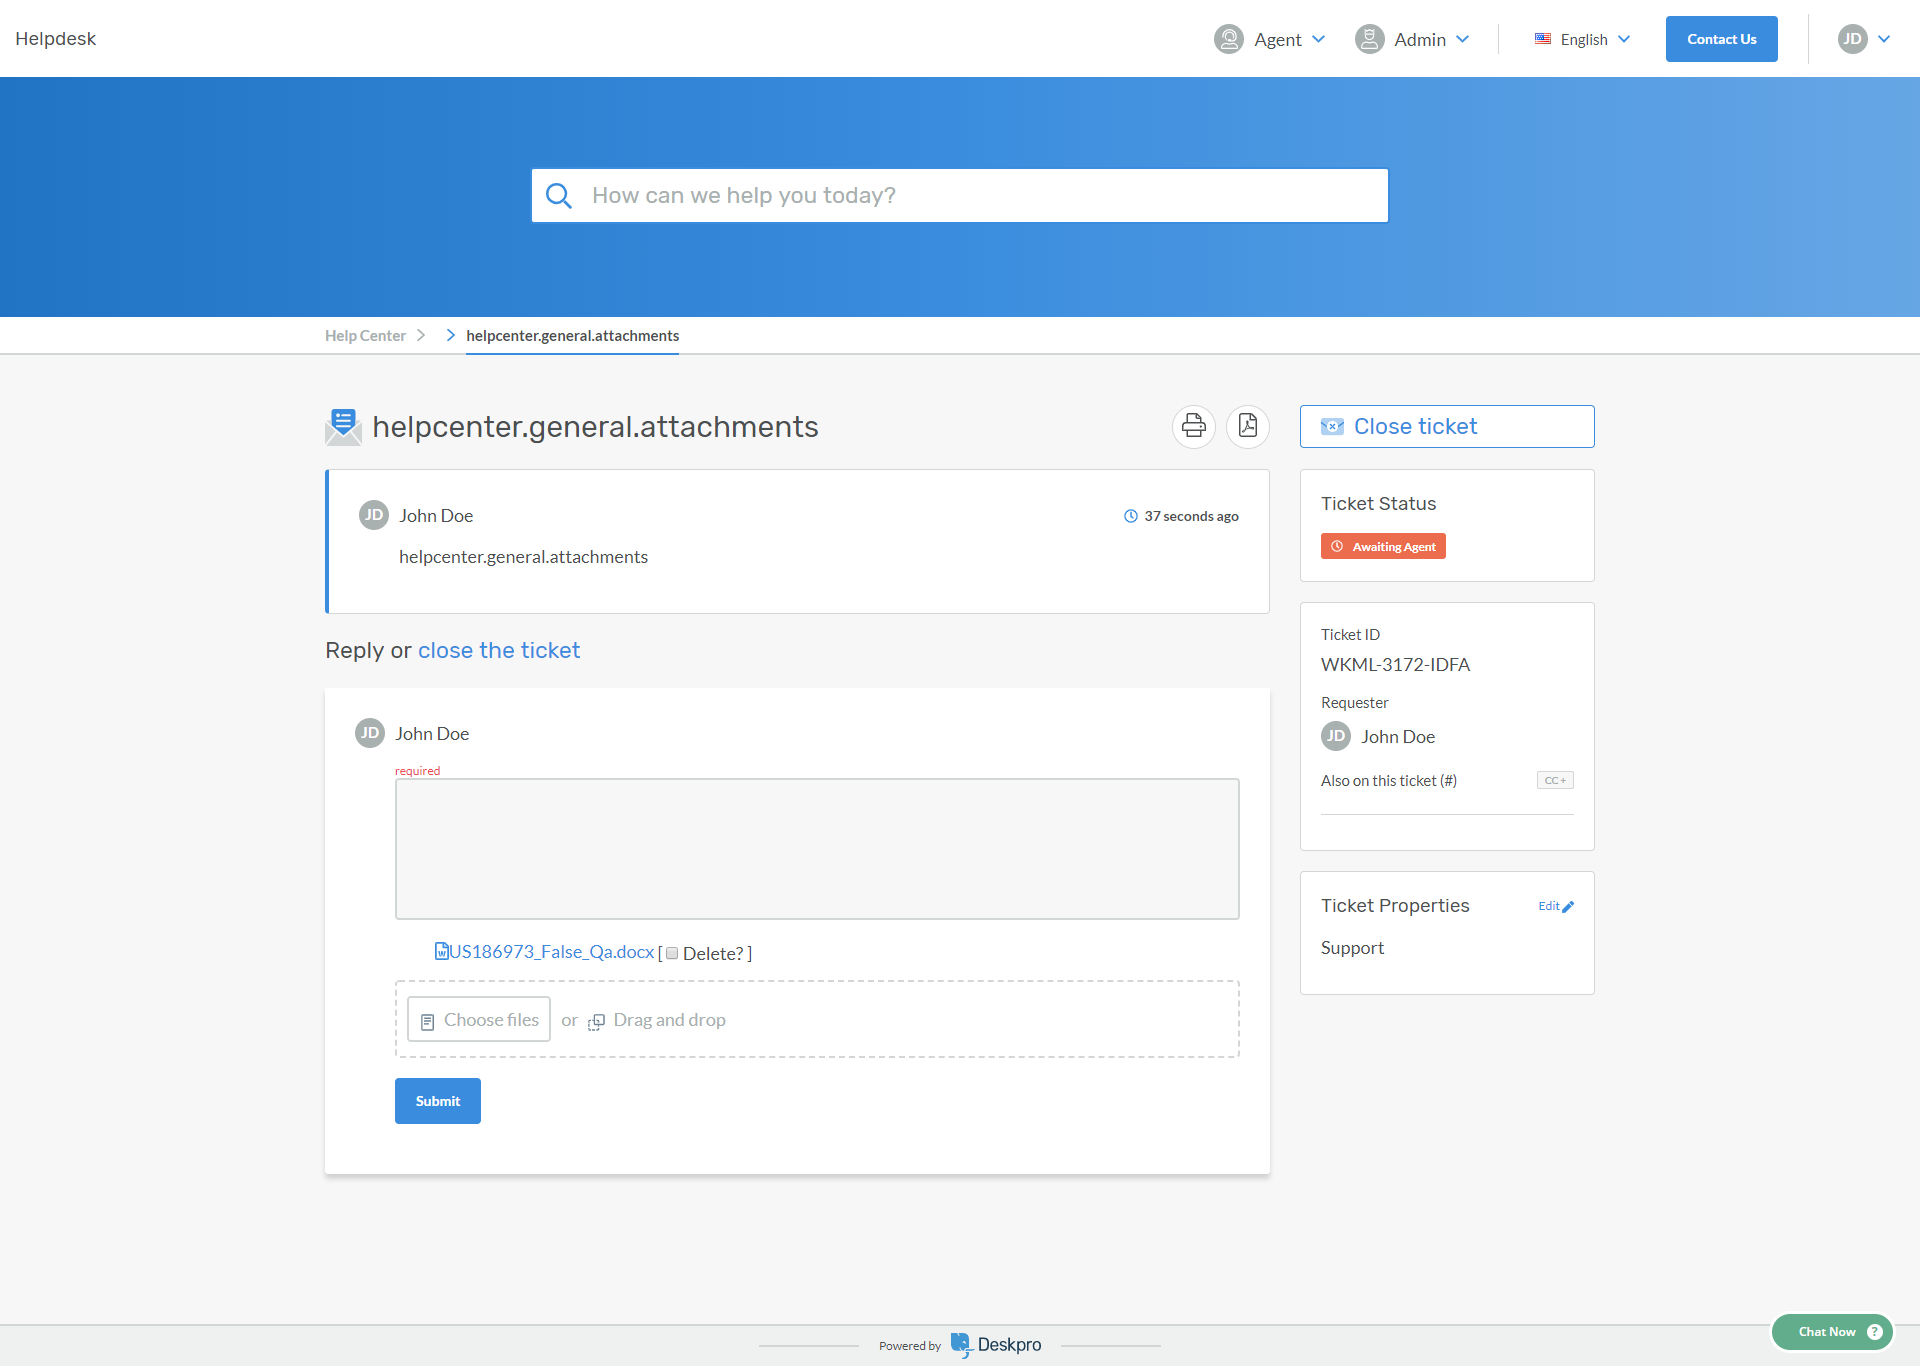 Helpdesk
Agent
Admin
English
Contact Us
JD
How can we help you today?
Help Center
helpcenter.general.attachments
helpcenter.general.attachments
JD John Doe
37 seconds ago
helpcenter.general.attachments
Reply or close the ticket
JD John Doe
required
US186973_False_Qa.docx [ Delete? ]
Choose files or Drag and drop
Submit
Close ticket
Ticket Status
Awaiting Agent
Ticket ID
WKML-3172-IDFA
Requester
JD John Doe
Also on this ticket (#)
CC +
Ticket Properties
Edit
Support
Powered by Deskpro
Chat Now ?